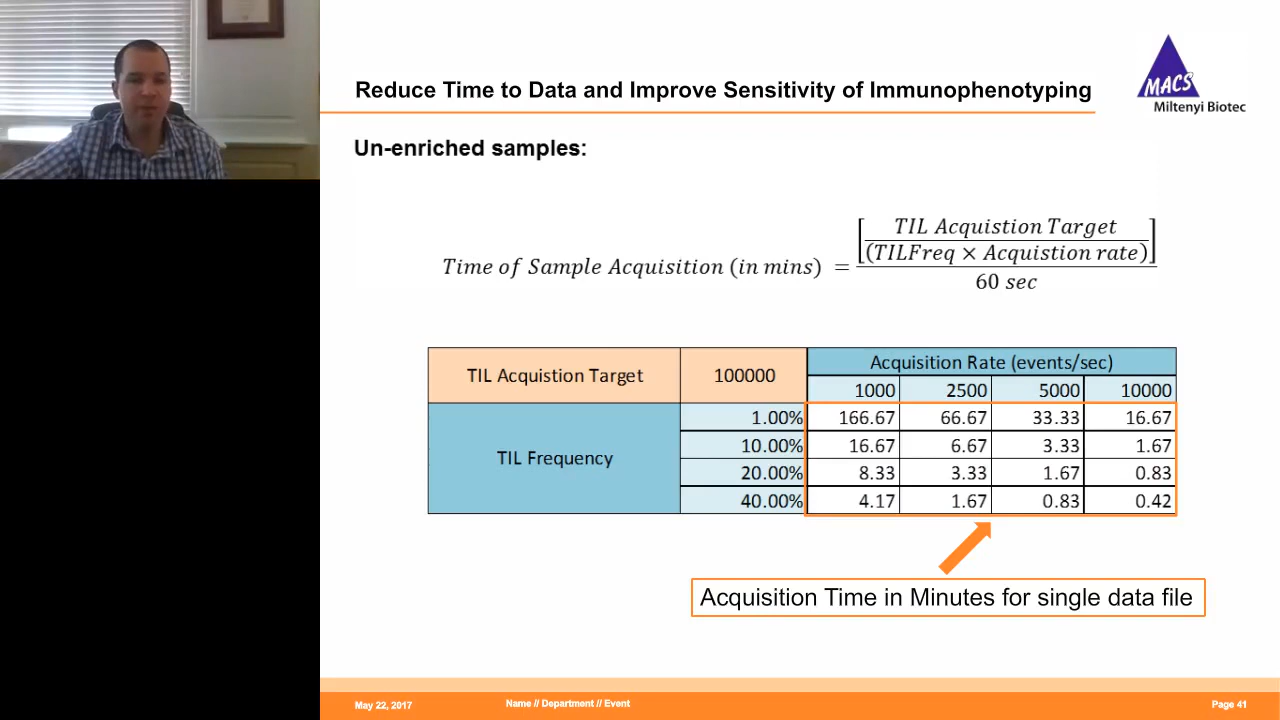 Reduce Time to Data and Improve Sensitivity of Immunophenotyping
MACS
Miltenyi Biotec
Un-enriched samples:
Time of Sample Acquisition (in mins) = [TIL Acquistion Target / (TILFreq × Acquistion rate)] / 60 sec
TIL Acquistion Target 100000 Acquisition Rate (events/sec)
1000 2500 5000 10000
TIL Frequency
1.00% 166.67 66.67 33.33 16.67
10.00% 16.67 6.67 3.33 1.67
20.00% 8.33 3.33 1.67 0.83
40.00% 4.17 1.67 0.83 0.42
Acquisition Time in Minutes for single data file
May 22, 2017 Name // Department // Event Page 41